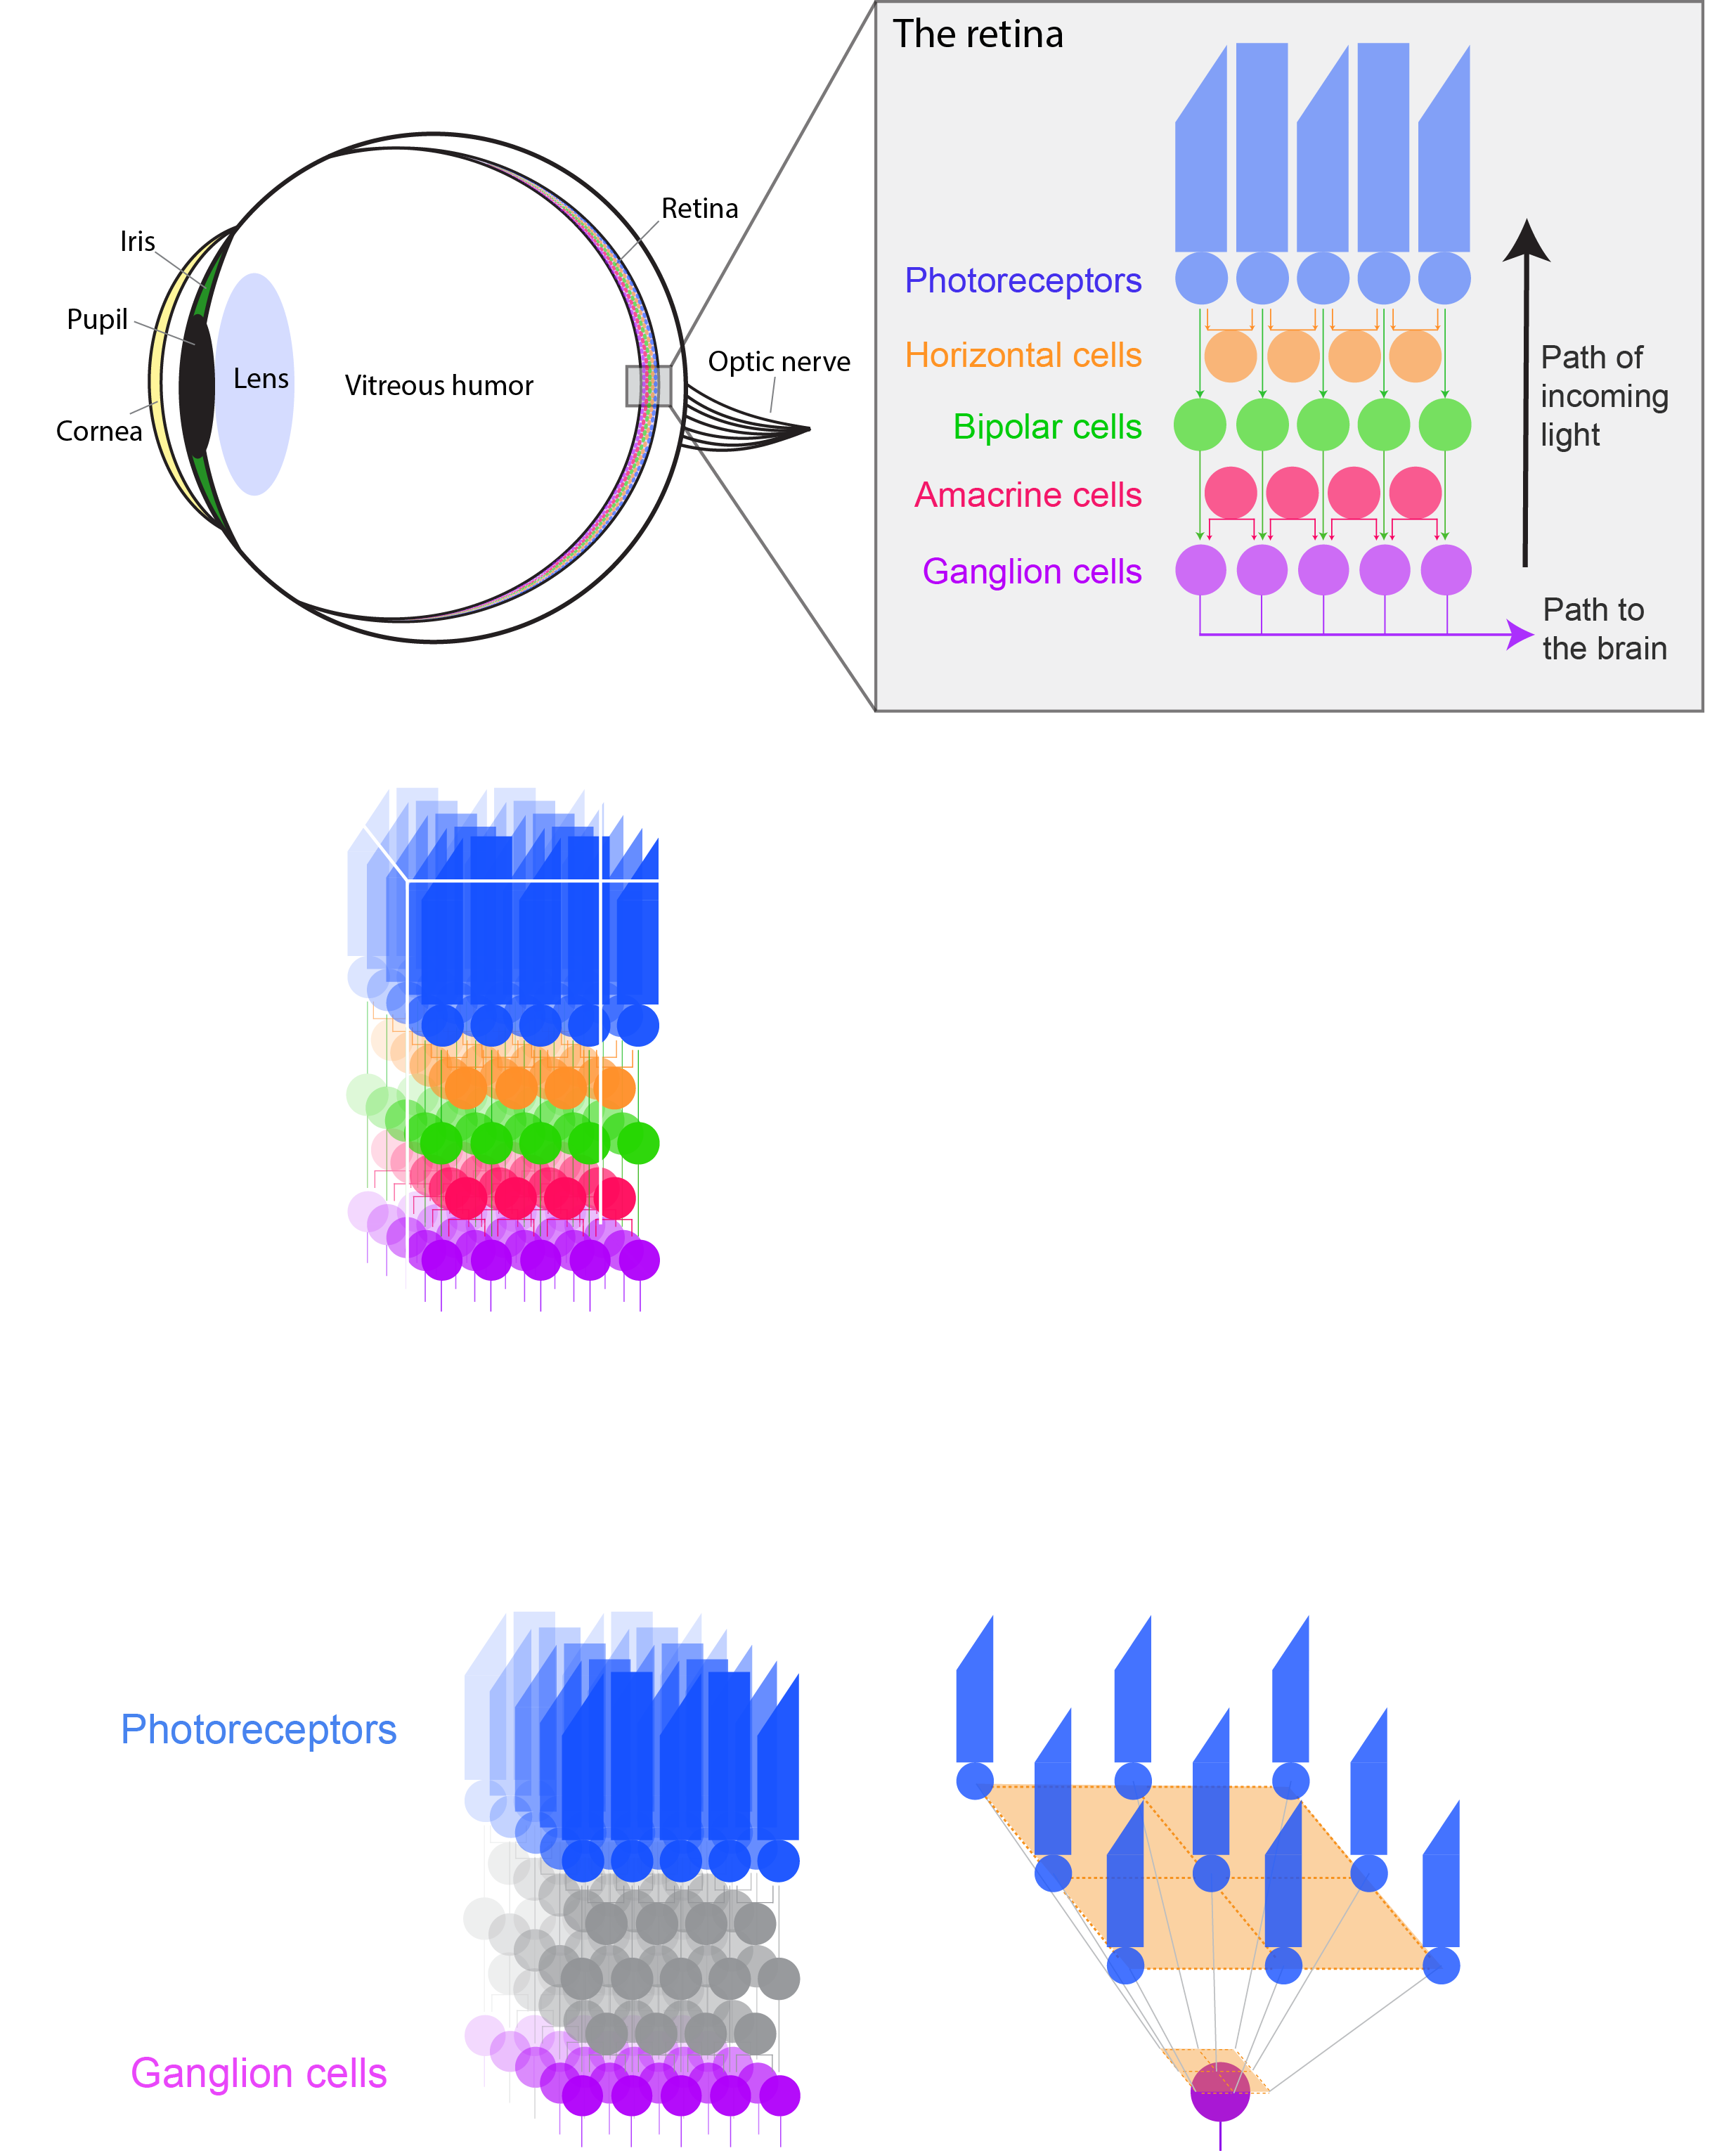 The retina
Iris
Pupil
Cornea
Lens
Vitreous humor
Retina
Optic nerve
Photoreceptors
Horizontal cells
Bipolar cells
Amacrine cells
Ganglion cells
Path of
incoming
light
Path to
the brain
Photoreceptors
Ganglion cells